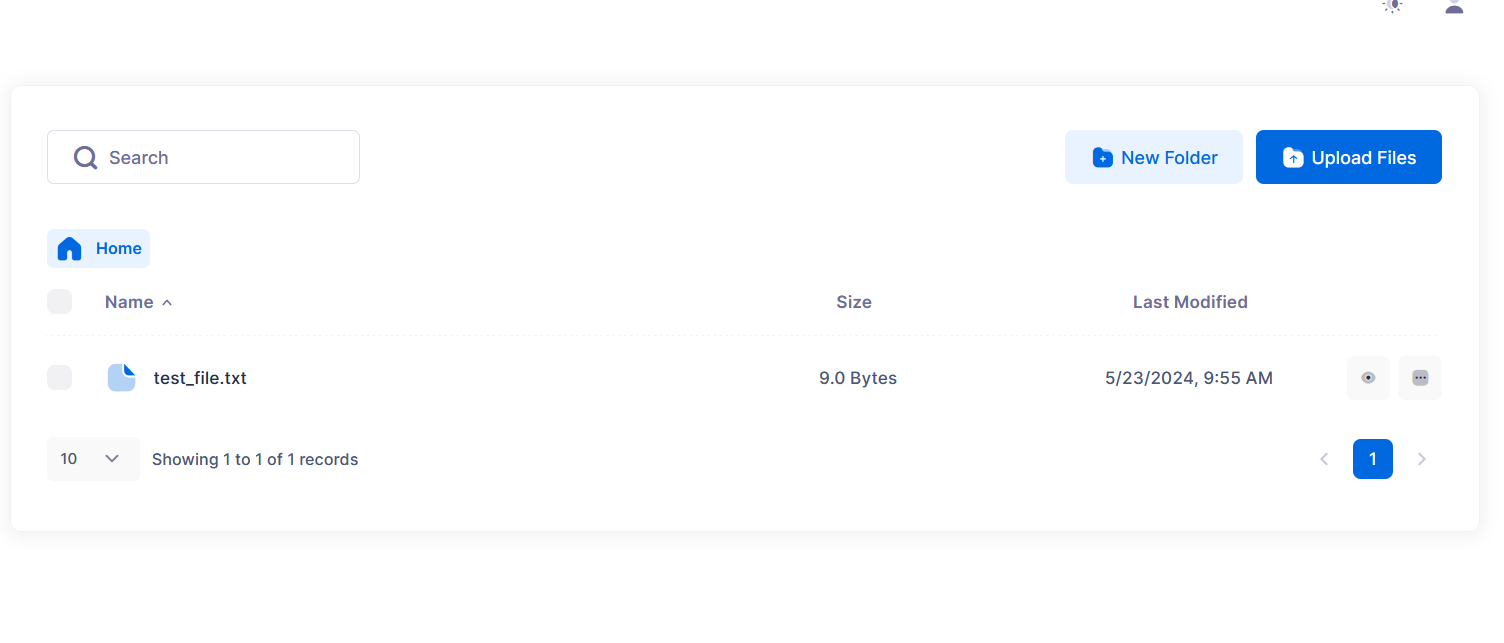 Search
New Folder
Upload Files
Home
Name
Size
Last Modified
test_file.txt
9.0 Bytes
5/23/2024, 9:55 AM
10
Showing 1 to 1 of 1 records
1